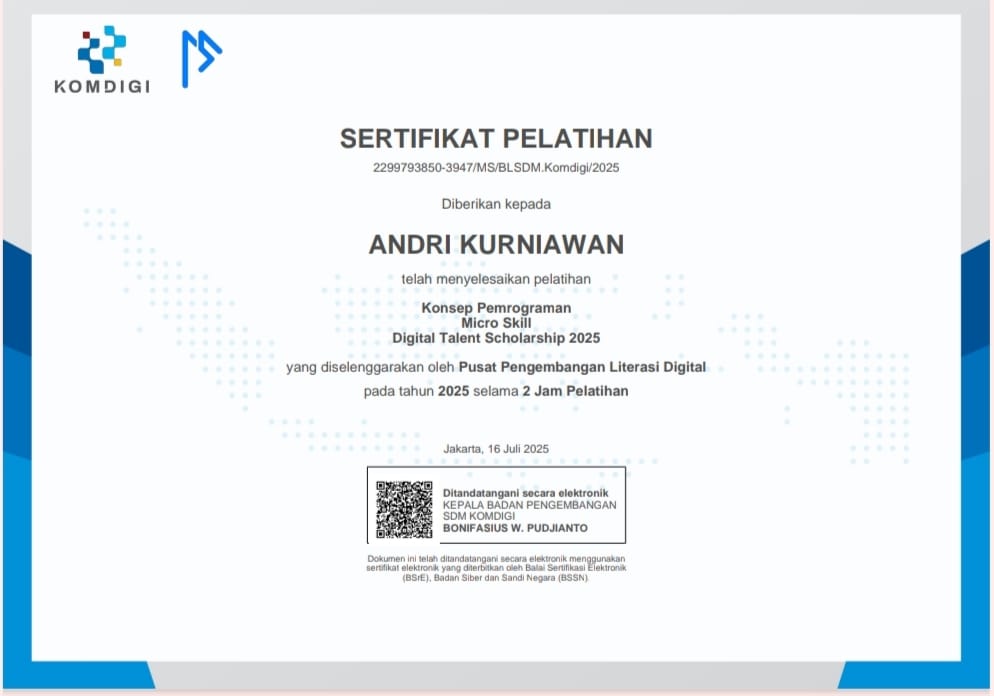 KOMDIGI
SERTIFIKAT PELATIHAN
2299793850-3947/MS/BLSDM.Komdigi/2025
Diberikan kepada
ANDRI KURNIAWAN
telah menyelesaikan pelatihan
Konsep Pemrograman
Micro Skill
Digital Talent Scholarship 2025
yang diselenggarakan oleh Pusat Pengembangan Literasi Digital
pada tahun 2025 selama 2 Jam Pelatihan
Jakarta, 16 Juli 2025
Ditandatangani secara elektronik
KEPALA BADAN PENGEMBANGAN
SDM KOMDIGI
BONIFASIUS W. PUDJIANTO
Dokumen ini telah ditandatangani secara elektronik menggunakan
sertifikat elektronik yang diterbitkan oleh Balai Sertifikasi Elektronik
(BSrE), Badan Siber dan Sandi Negara (BSSN)